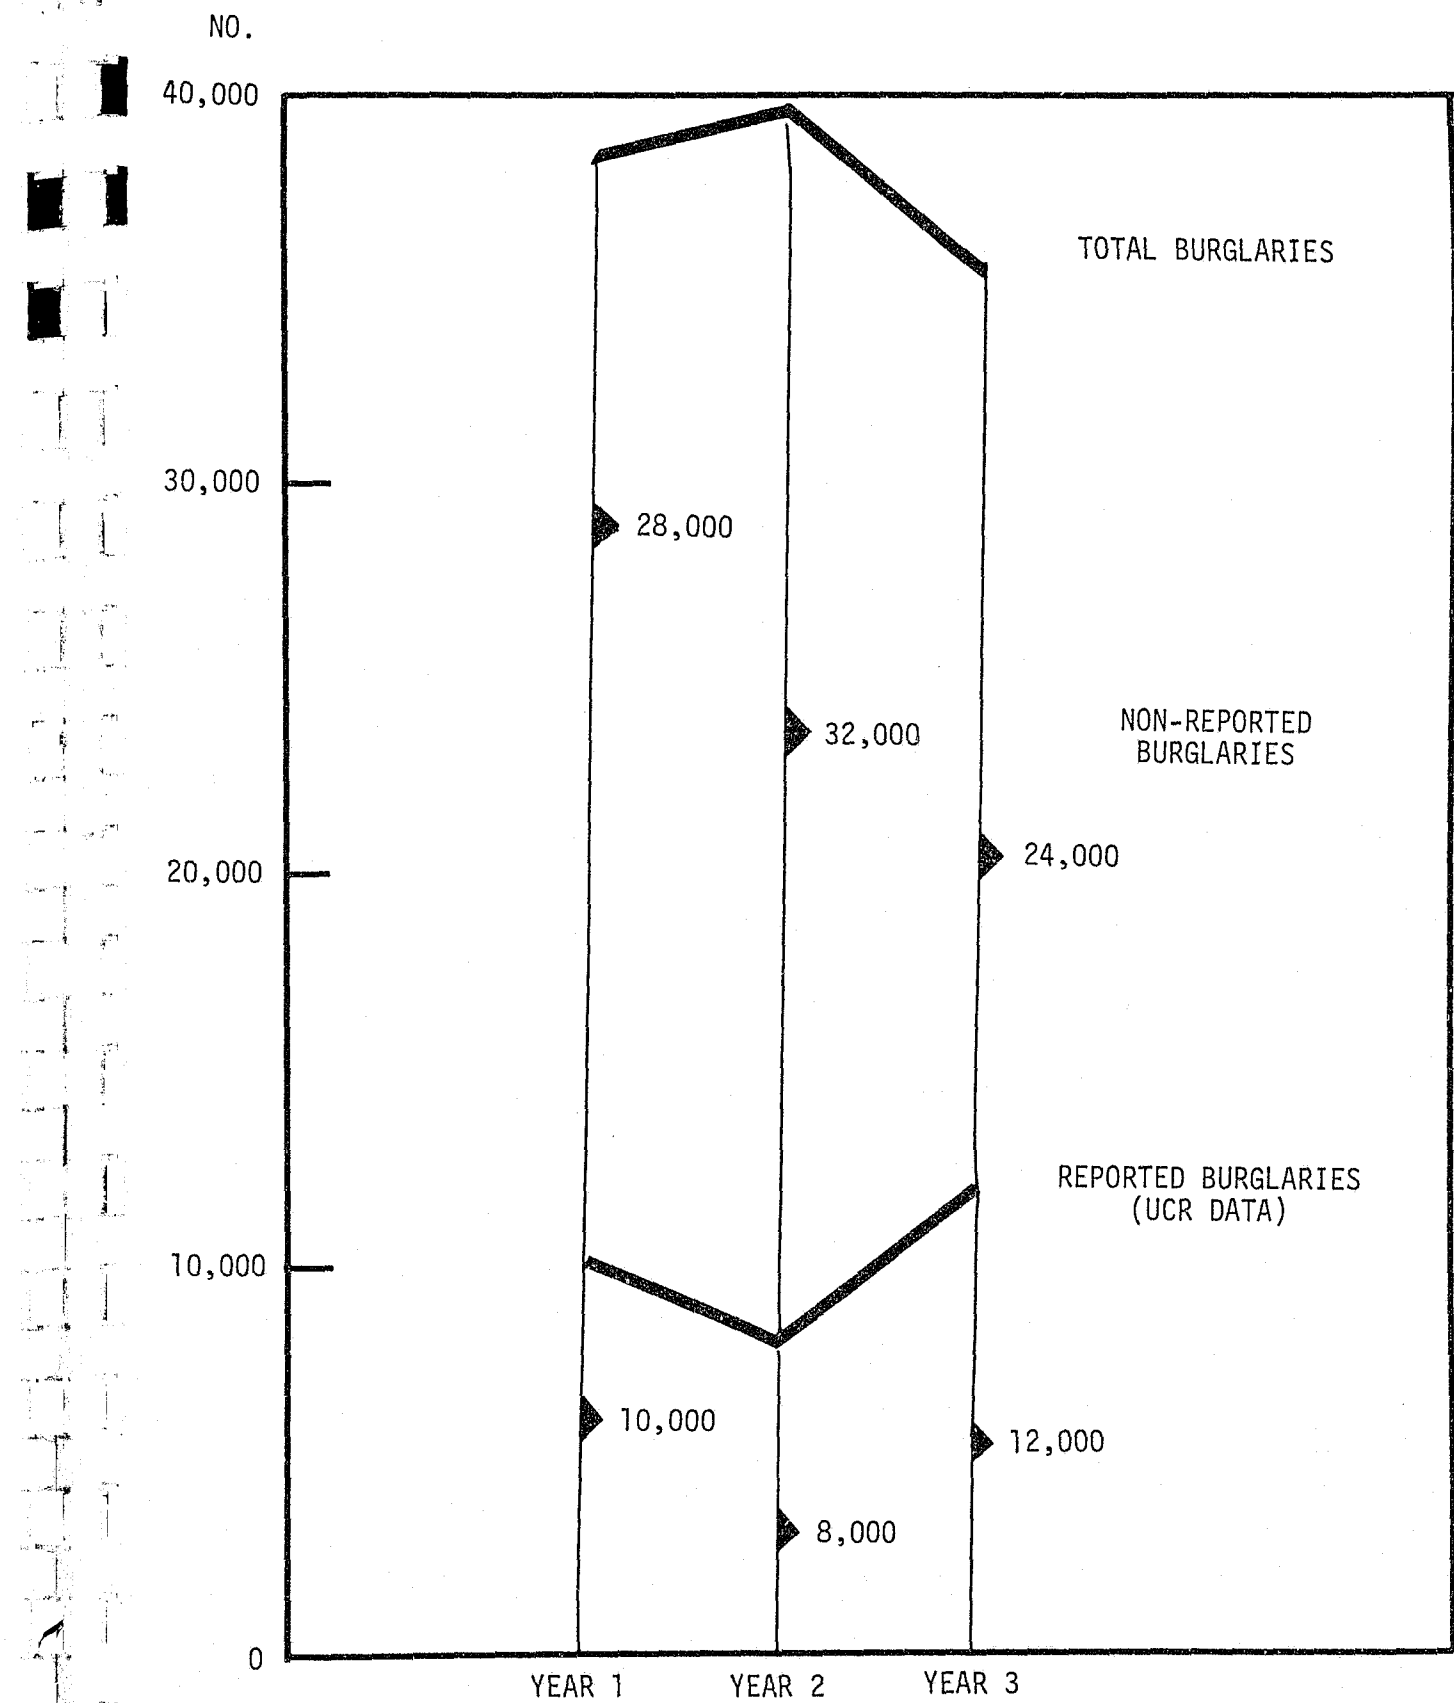 NO.
40,000
TOTAL BURGLARIES
30,000
28,000
NON-REPORTED
BURGLARIES
32,000
24,000
20,000
REPORTED BURGLARIES
(UCR DATA)
10,000
10,000
12,000
8,000
0
YEAR 1 YEAR 2 YEAR 3